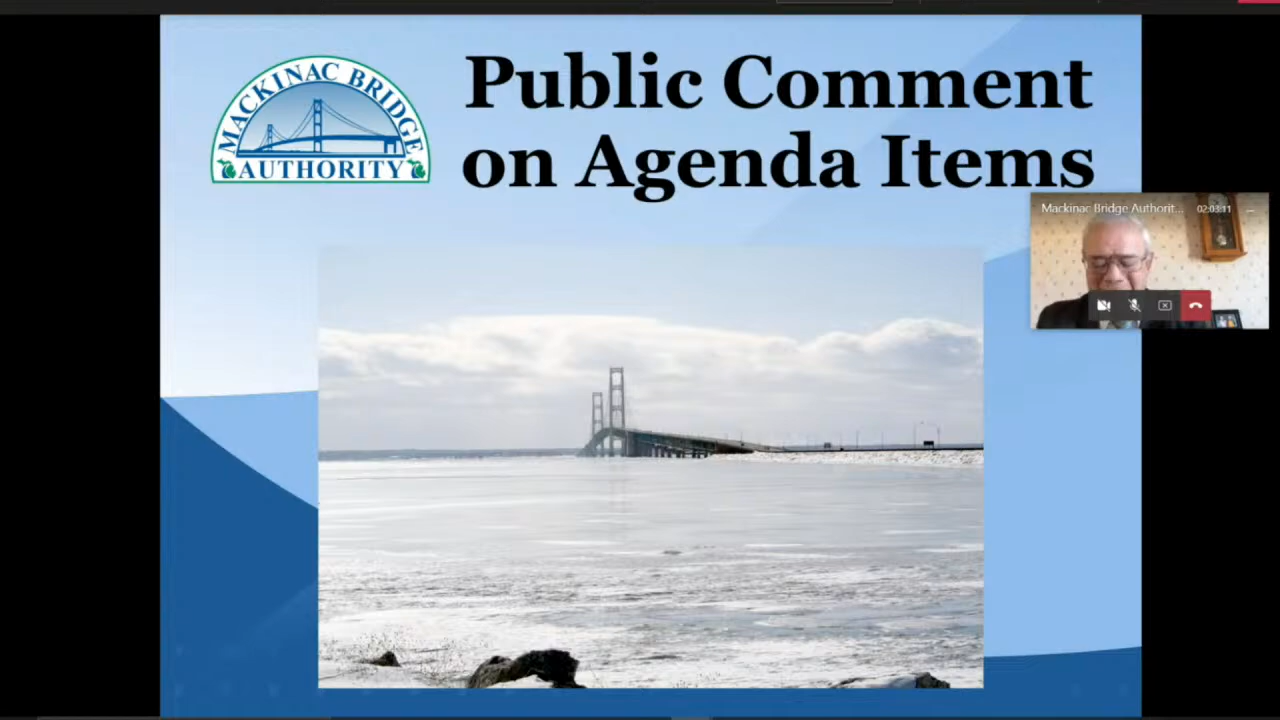 MACKINAC BRIDGE
AUTHORITY
Public Comment
on Agenda Items
Mackinac Bridge Authorit...
02:03:11